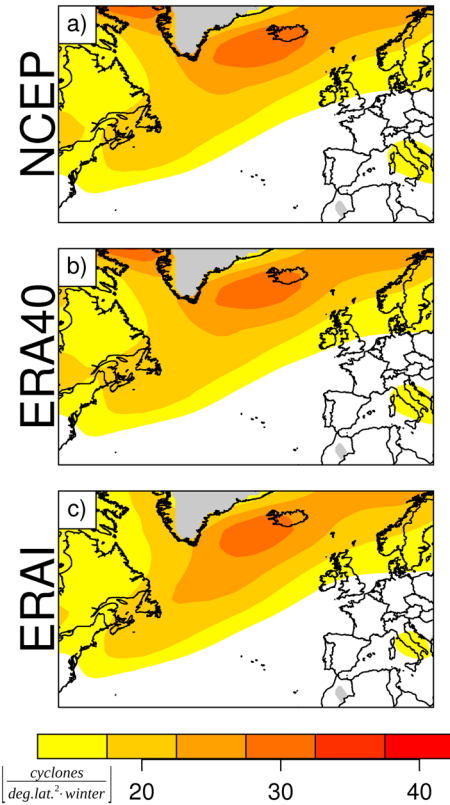 a)
NCEP
b)
ERA40
c)
ERAI
cyclones
deg.lat.²·winter
20 30 40